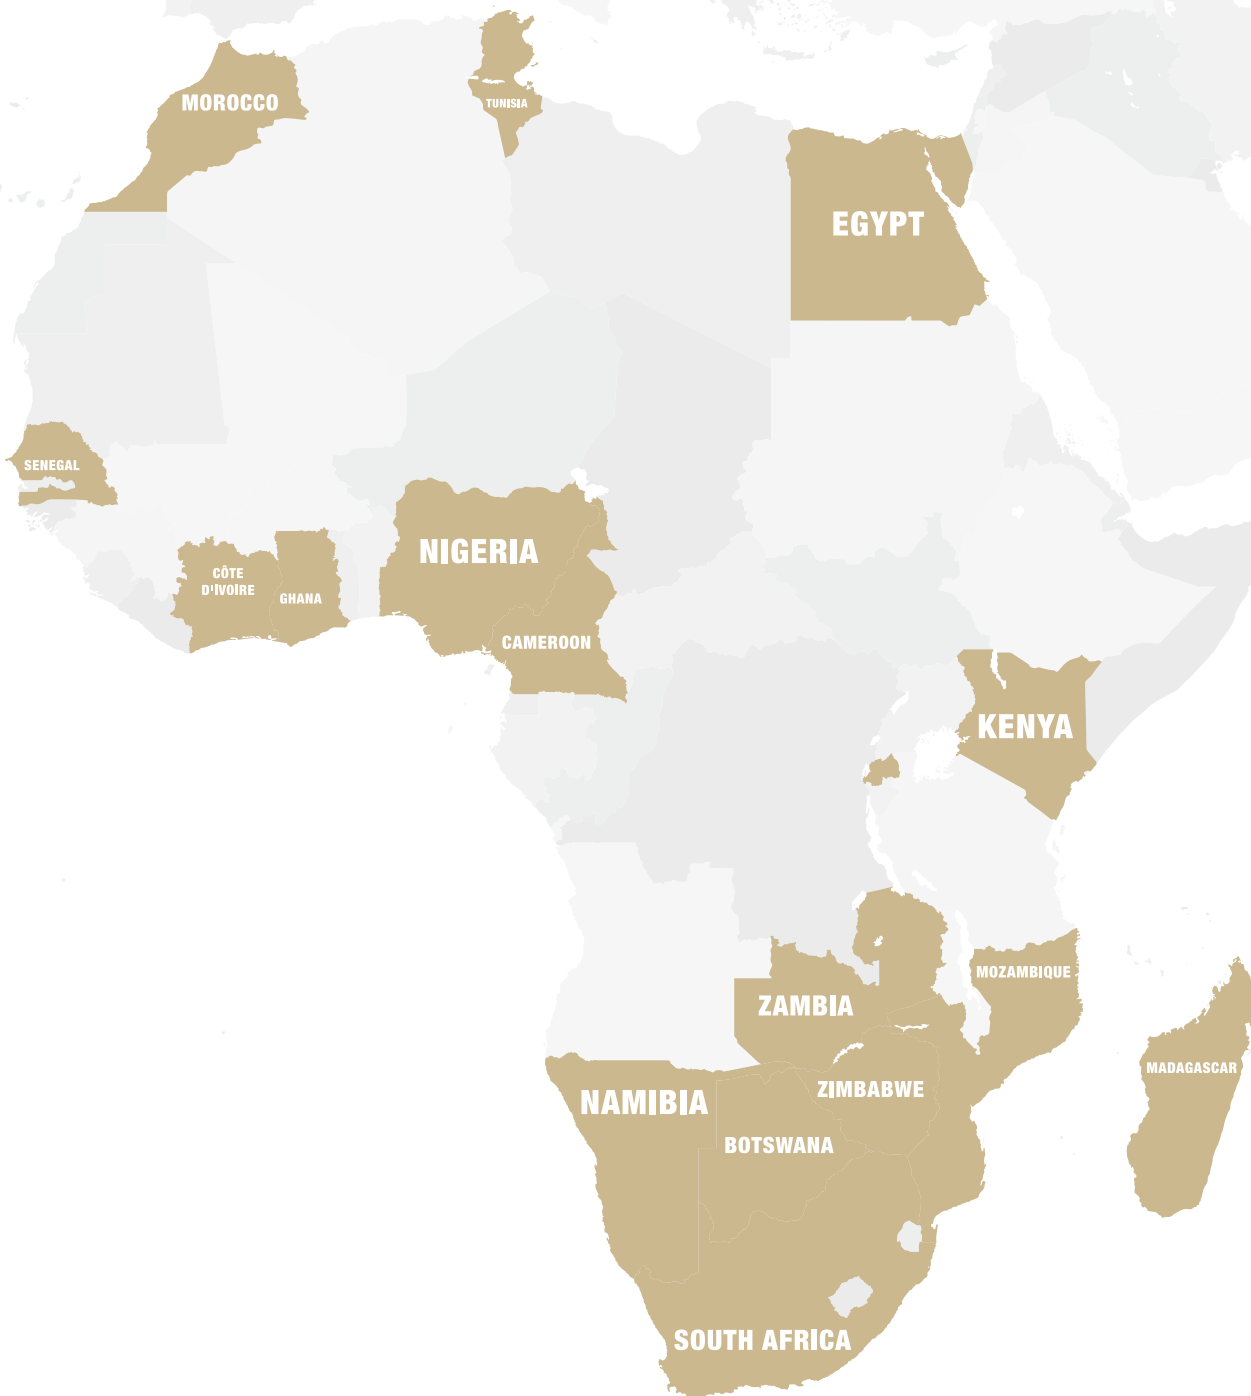 MOROCCO
TUNISIA
EGYPT
SENEGAL
NIGERIA
CÔTE
D'IVOIRE
GHANA
CAMEROON
KENYA
MOZAMBIQUE
ZAMBIA
MADAGASCAR
ZIMBABWE
NAMIBIA
BOTSWANA
SOUTH AFRICA